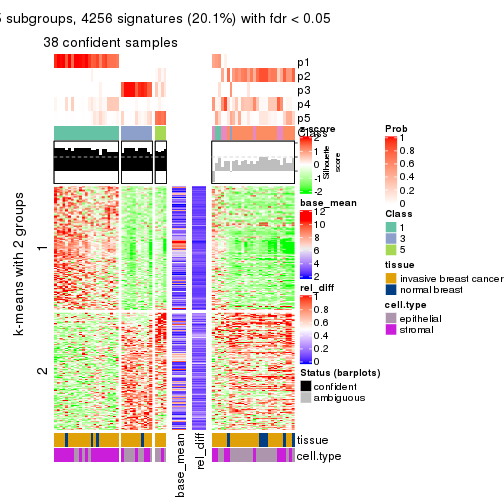 5 subgroups, 4256 signatures (20.1%) with fdr < 0.05
38 confident samples
p1
p2
p3
p4
p5
Class
z-score
2
1
0
-1
-2
Silhouette
score
base_mean
12
10
8
6
4
2
rel_diff
1
0.8
0.6
0.4
0.2
0
Status (barplots)
confident
ambiguous
Prob
1
0.8
0.6
0.4
0.2
0
Class
1
3
5
tissue
invasive breast cancer
normal breast
cell.type
epithelial
stromal
k-means with 2 groups
1
2
tissue
cell.type
base_mean
rel_diff